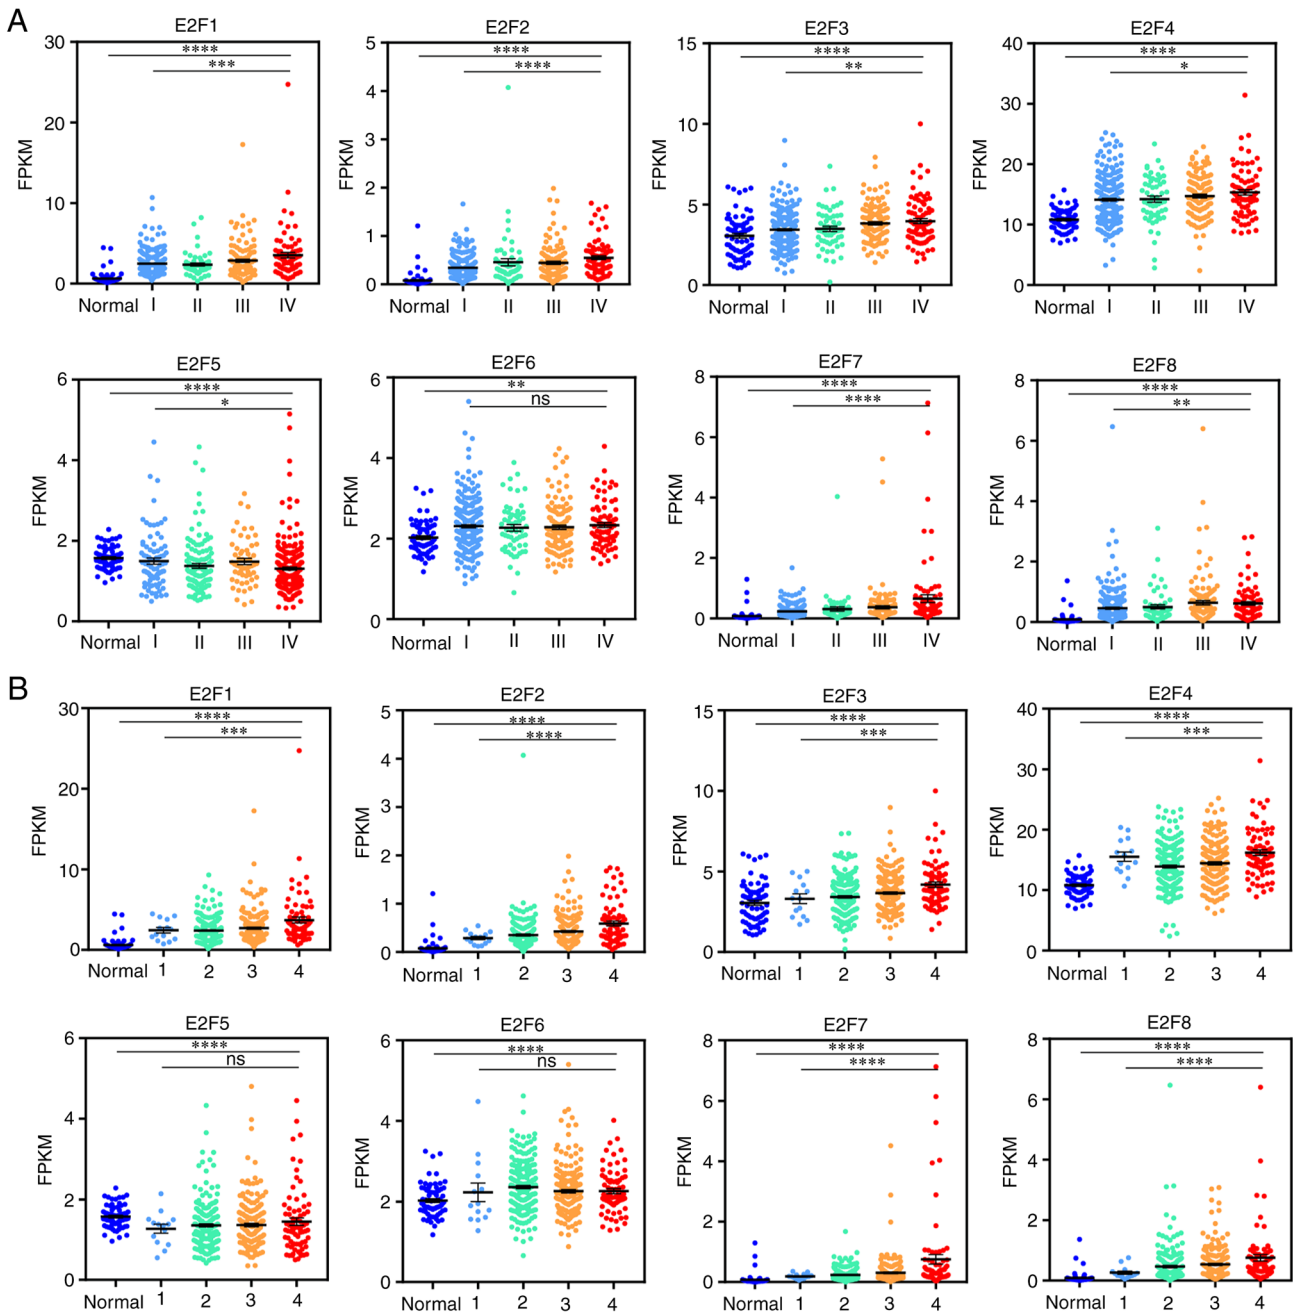 A
E2F1
30
20
10
0
FPKM
****
***
Normal I II III IV
E2F2
5
4
3
2
1
0
FPKM
****
****
Normal I II III IV
E2F3
15
10
5
0
FPKM
****
**
Normal I II III IV
E2F4
40
30
20
10
0
FPKM
****
*
Normal I II III IV
E2F5
6
4
2
0
FPKM
****
*
Normal I II III IV
E2F6
6
4
2
0
FPKM
**
ns
Normal I II III IV
E2F7
8
6
4
2
0
FPKM
****
****
Normal I II III IV
E2F8
8
6
4
2
0
FPKM
****
**
Normal I II III IV
B
E2F1
30
20
10
0
FPKM
****
***
Normal 1 2 3 4
E2F2
5
4
3
2
1
0
FPKM
****
****
Normal 1 2 3 4
E2F3
15
10
5
0
FPKM
****
***
Normal 1 2 3 4
E2F4
40
30
20
10
0
FPKM
****
***
Normal 1 2 3 4
E2F5
6
4
2
0
FPKM
****
ns
Normal 1 2 3 4
E2F6
6
4
2
0
FPKM
****
ns
Normal 1 2 3 4
E2F7
8
6
4
2
0
FPKM
****
****
Normal 1 2 3 4
E2F8
8
6
4
2
0
FPKM
****
****
Normal 1 2 3 4